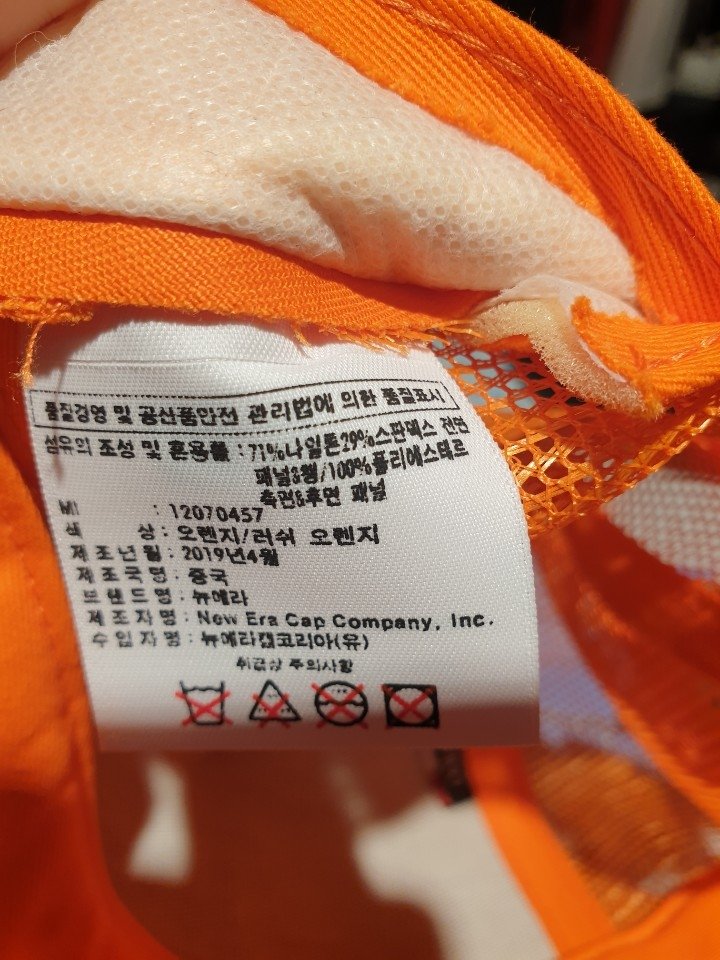 품질경영 및 공산품안전 관리법에 의한 품질표시
섬유의 조성 및 혼용률 : 71%나일론29%스판덱스 전면
패널&챙/100%폴리에스테르
측면&후면 패널
MI : 12070457
색 상 : 오렌지/러쉬 오렌지
제조년월 : 2019년4월
제조국명 : 중국
브랜드명 : 뉴에라
제조자명 : New Era Cap Company, Inc.
수입자명 : 뉴에라캡코리아(유)
취급상 주의사항